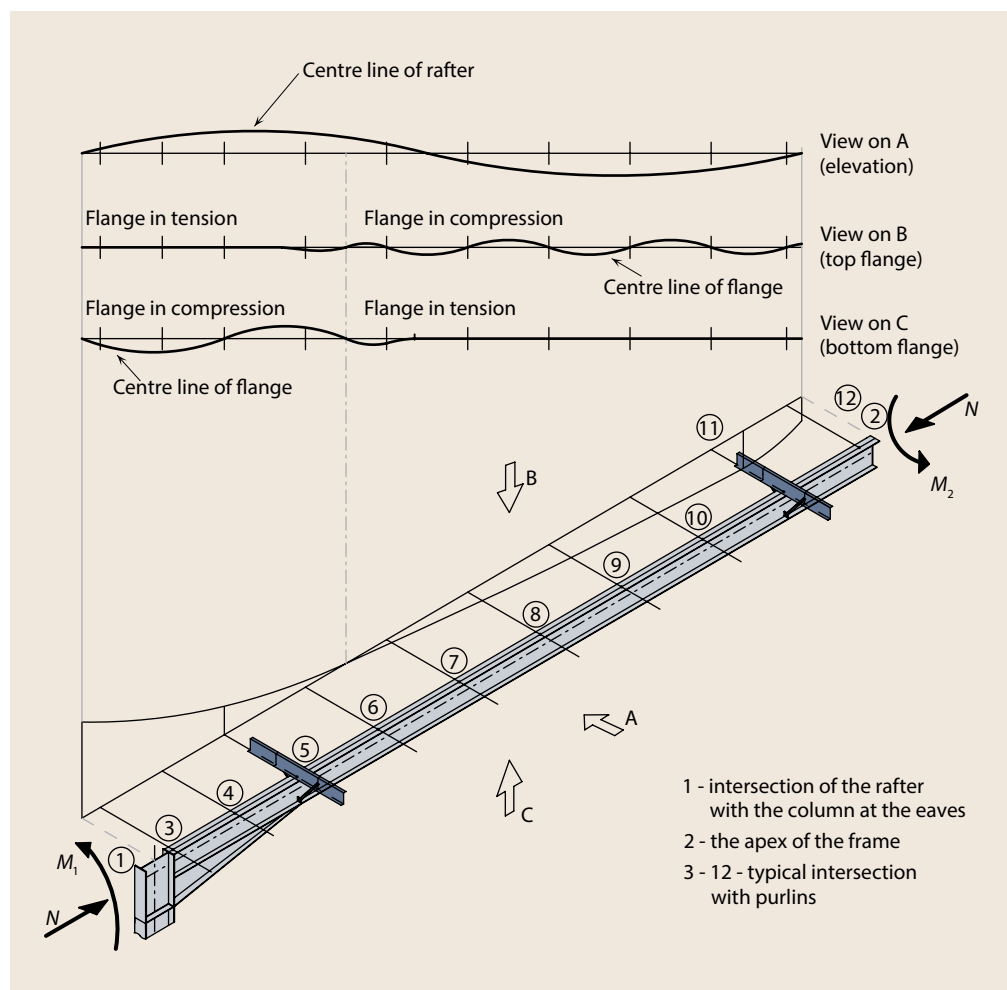 Centre line of rafter
View on A
(elevation)
Flange in tension
Flange in compression
View on B
(top flange)
Centre line of flange
Flange in compression
Flange in tension
View on C
(bottom flange)
Centre line of flange
12
2
N
11
M2
B
10
9
8
7
6
A
5
C
4
1 - intersection of the rafter
with the column at the eaves
3
2 - the apex of the frame
M1
1
3 - 12 - typical intersection
with purlins
N